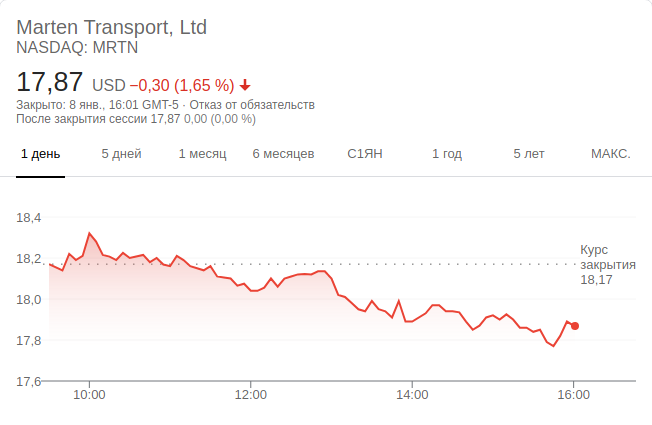 Marten Transport, Ltd
NASDAQ: MRTN
17,87 USD −0,30 (1,65 %)
Закрыто: 8 янв., 16:01 GMT-5 · Отказ от обязательств
После закрытия сессии 17,87 0,00 (0,00 %)
1 день 5 дней 1 месяц 6 месяцев С1ЯН 1 год 5 лет МАКС.
18,4
18,2
18,0
17,8
17,6
Курс
закрытия
18,17
10:00 12:00 14:00 16:00